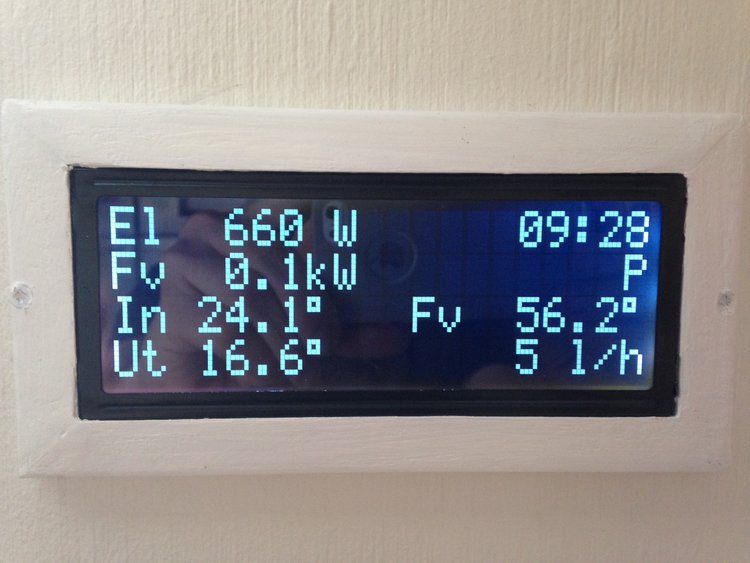 El 660 W 09:28
Fv 0.1kW P
In 24.1° Fv 56.2°
Ut 16.6° 5 l/h